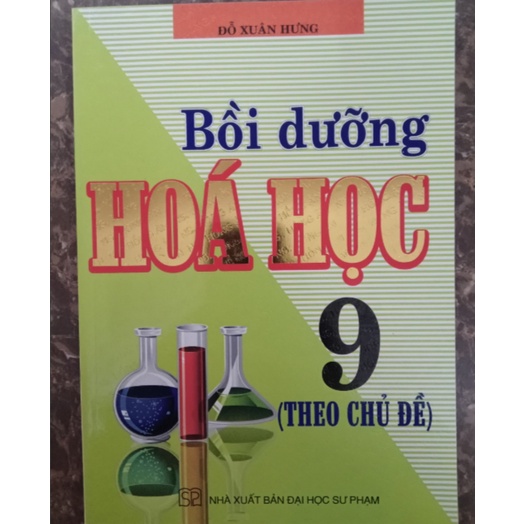 ĐỖ XUÂN HƯNG
Bồi dưỡng
HOÁ HỌC
9
(THEO CHỦ ĐỀ)
NHÀ XUẤT BẢN ĐẠI HỌC SƯ PHẠM